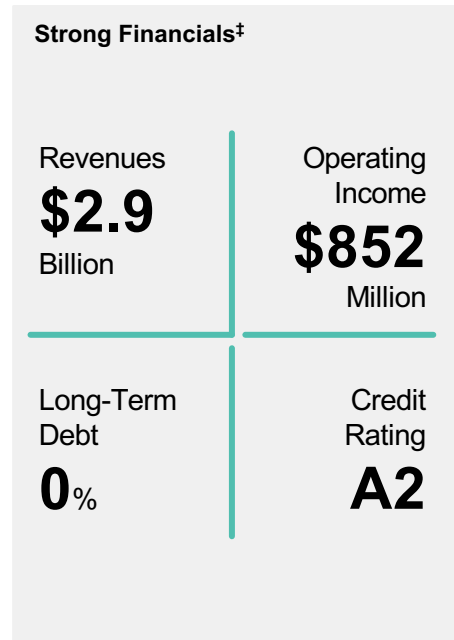 Strong Financials‡
Revenues
$2.9
Billion
Operating
Income
$852
Million
Long-Term
Debt
0%
Credit
Rating
A2